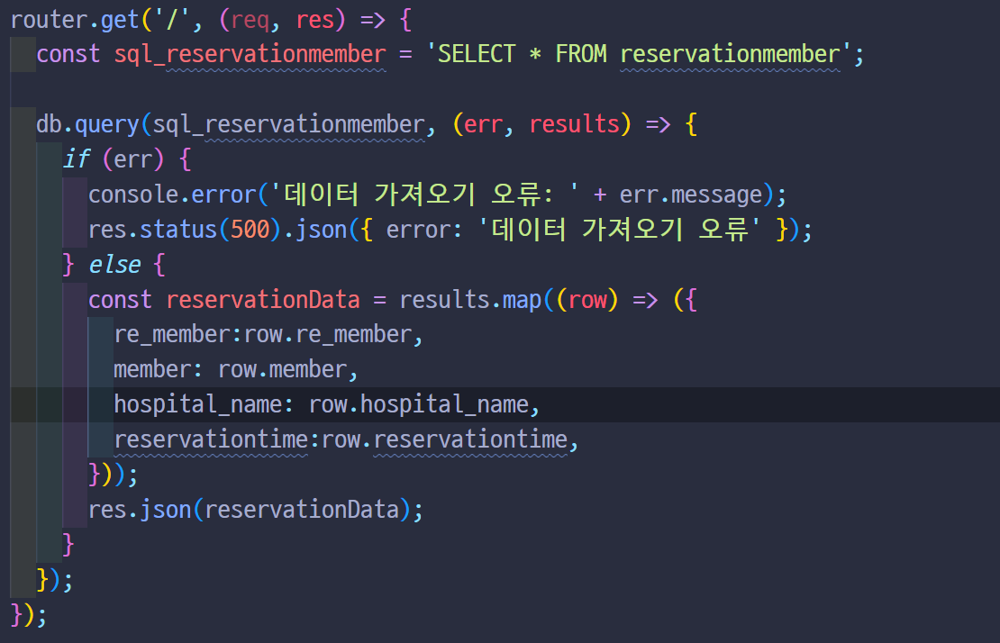 router.get('/', (req, res) => {
const sql_reservationmember = 'SELECT * FROM reservationmember';
db.query(sql_reservationmember, (err, results) => {
if (err) {
console.error('데이터 가져오기 오류: ' + err.message);
res.status(500).json({ error: '데이터 가져오기 오류' });
} else {
const reservationData = results.map((row) => ({
re_member:row.re_member,
member: row.member,
hospital_name: row.hospital_name,
reservationtime:row.reservationtime,
}));
res.json(reservationData);
}
});
});